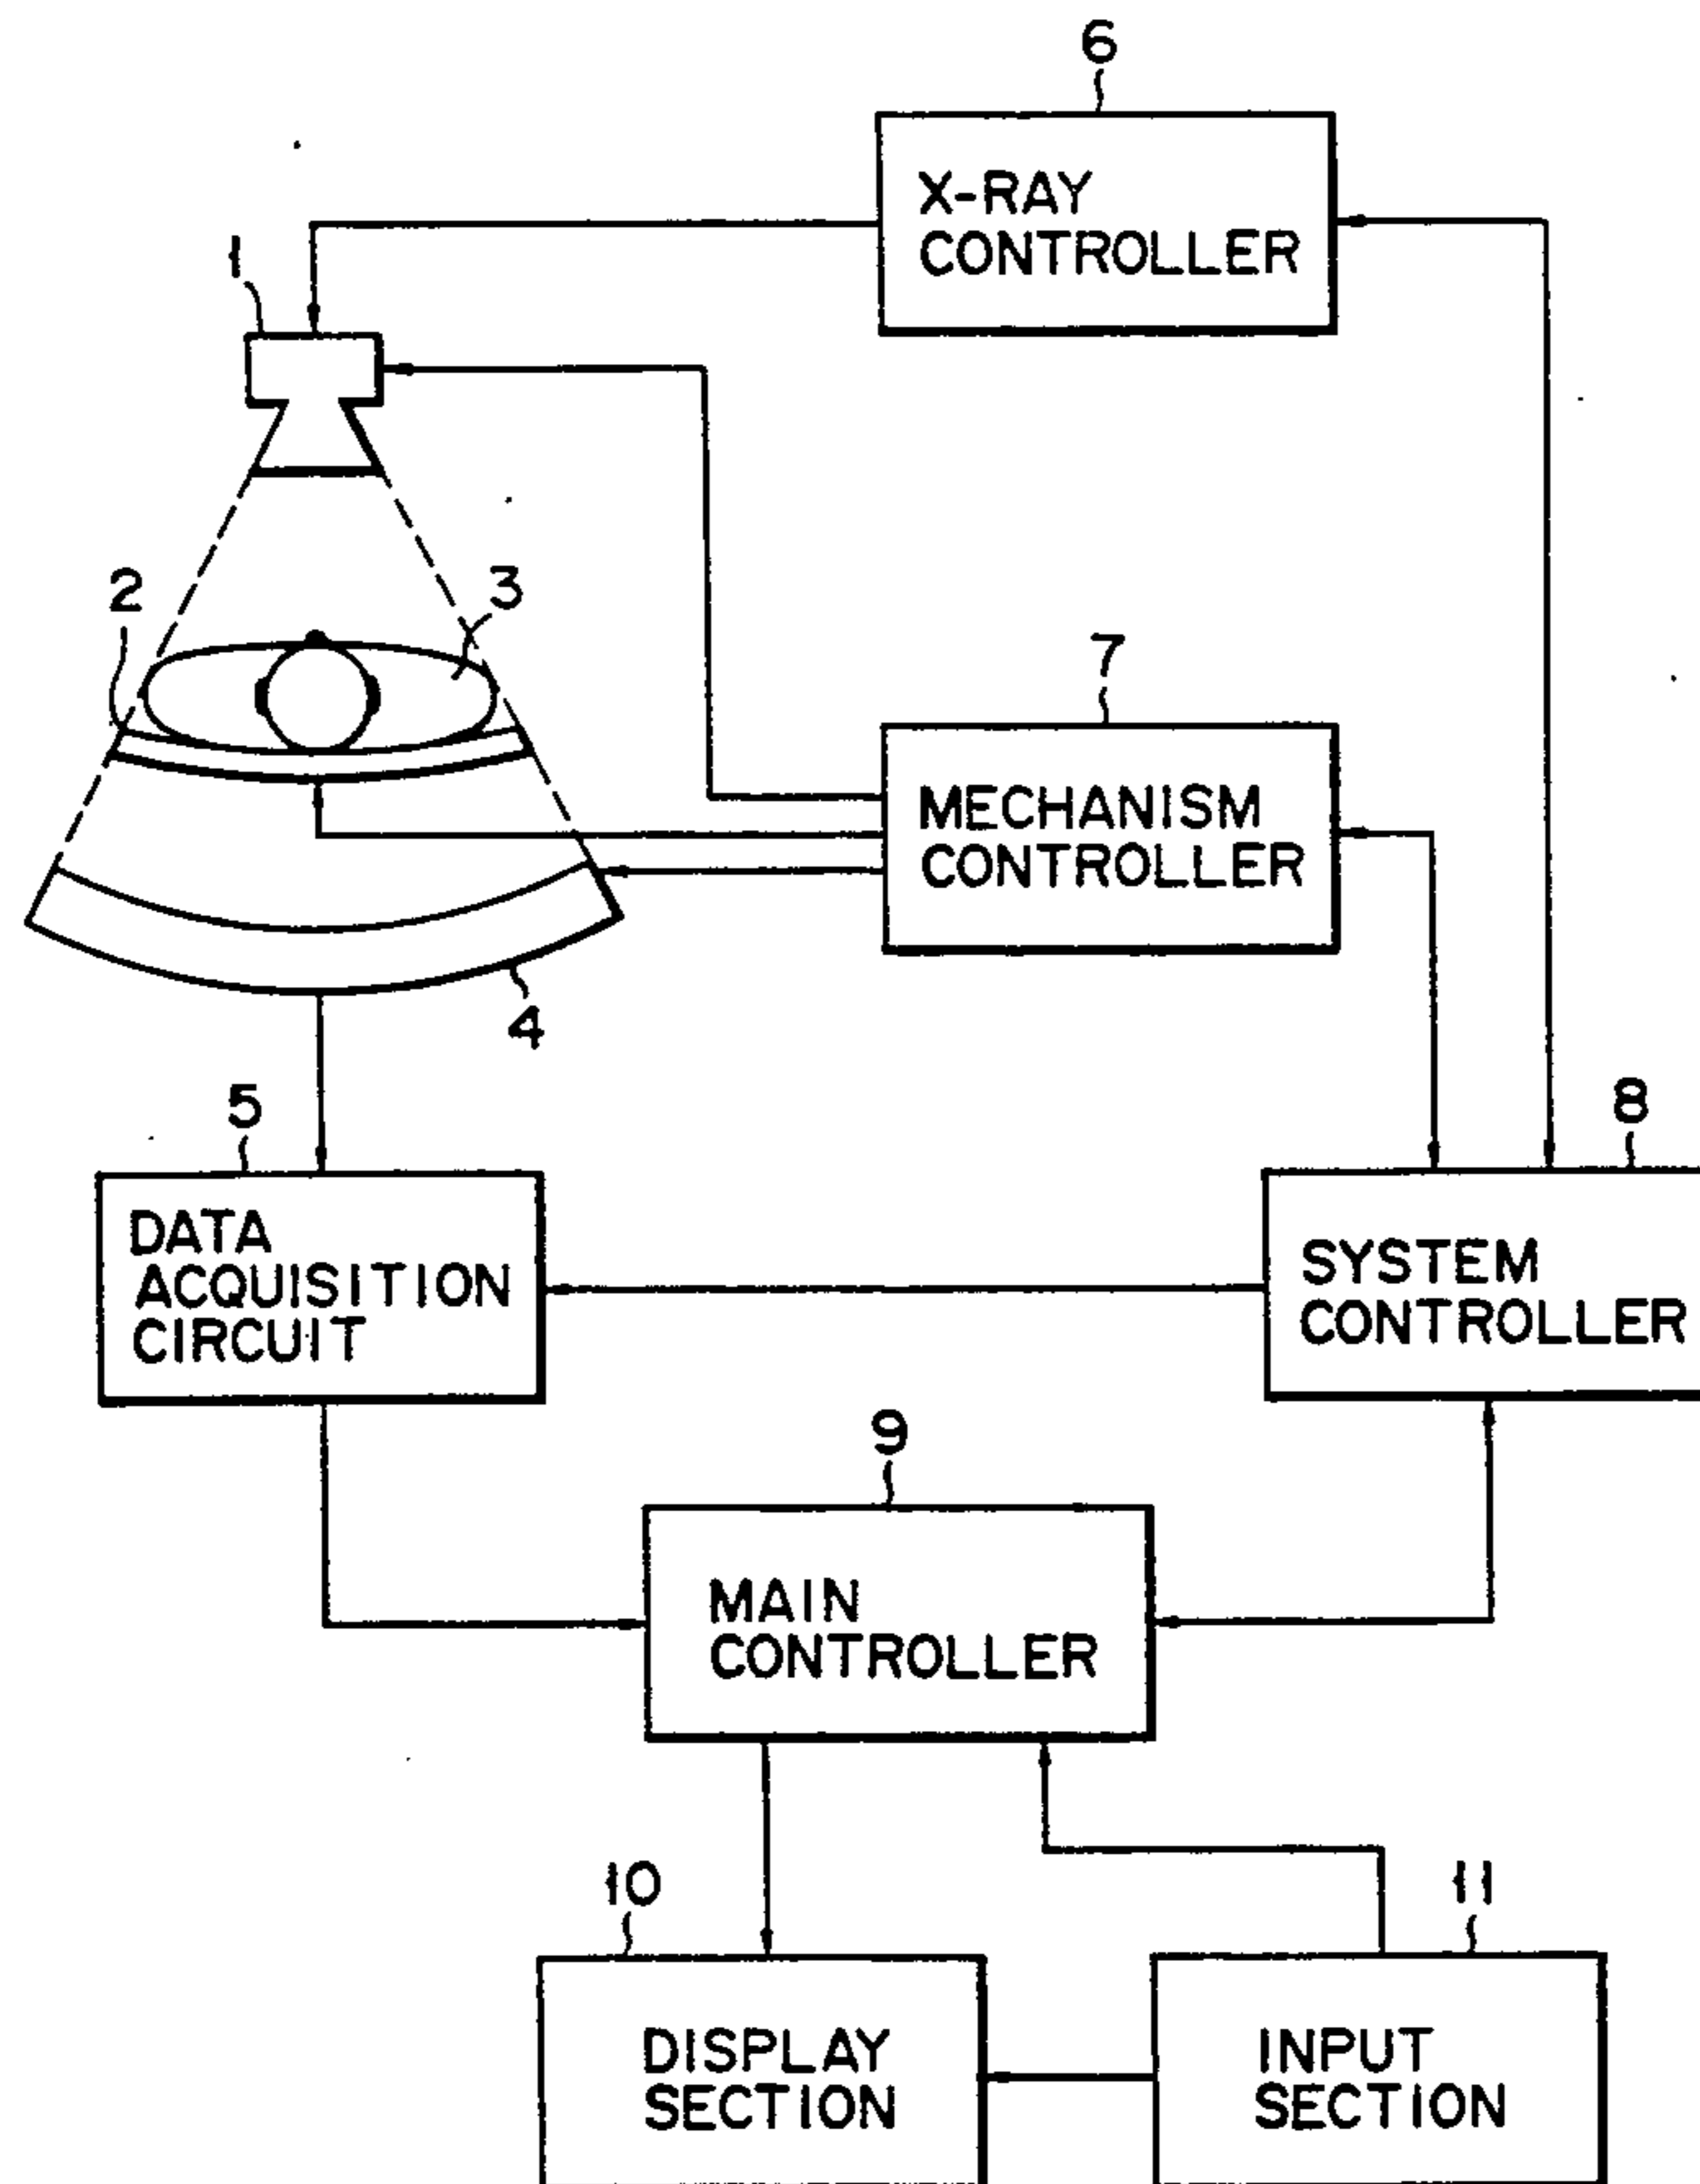 6
X-RAY
CONTROLLER
1
2
3
7
MECHANISM
CONTROLLER
4
5
8
DATA
ACQUISITION
CIRCUIT
SYSTEM
CONTROLLER
9
MAIN
CONTROLLER
10
11
DISPLAY
SECTION
INPUT
SECTION